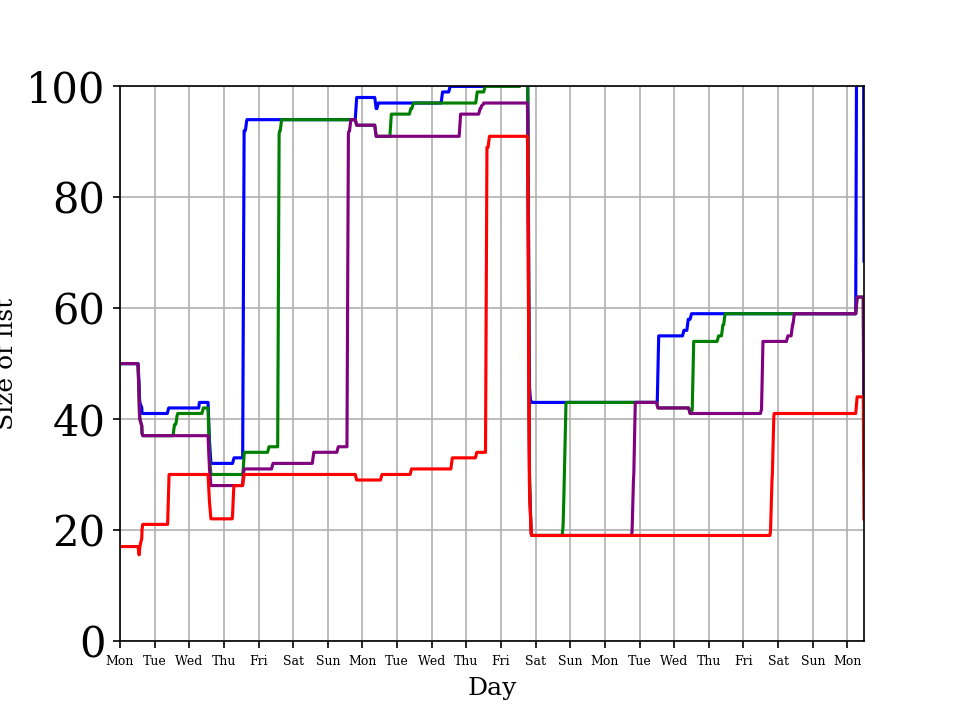 100
80
60
40
20
0
Size of list
Mon Tue Wed Thu Fri Sat Sun Mon Tue Wed Thu Fri Sat Sun Mon Tue Wed Thu Fri Sat Sun Mon
Day